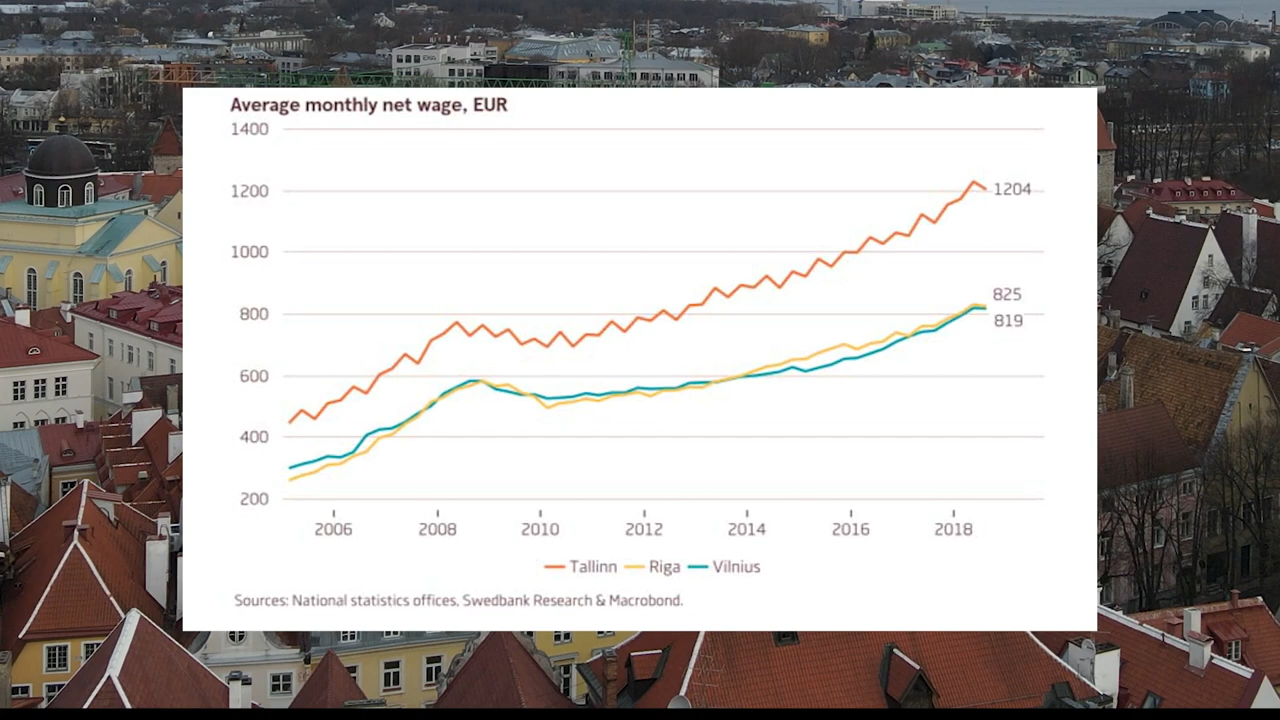 Average monthly net wage, EUR
1400
1200
1000
800
600
400
200
1204
825
819
2006 2008 2010 2012 2014 2016 2018
Tallinn Riga Vilnius
Sources: National statistics offices, Swedbank Research & Macrobond.